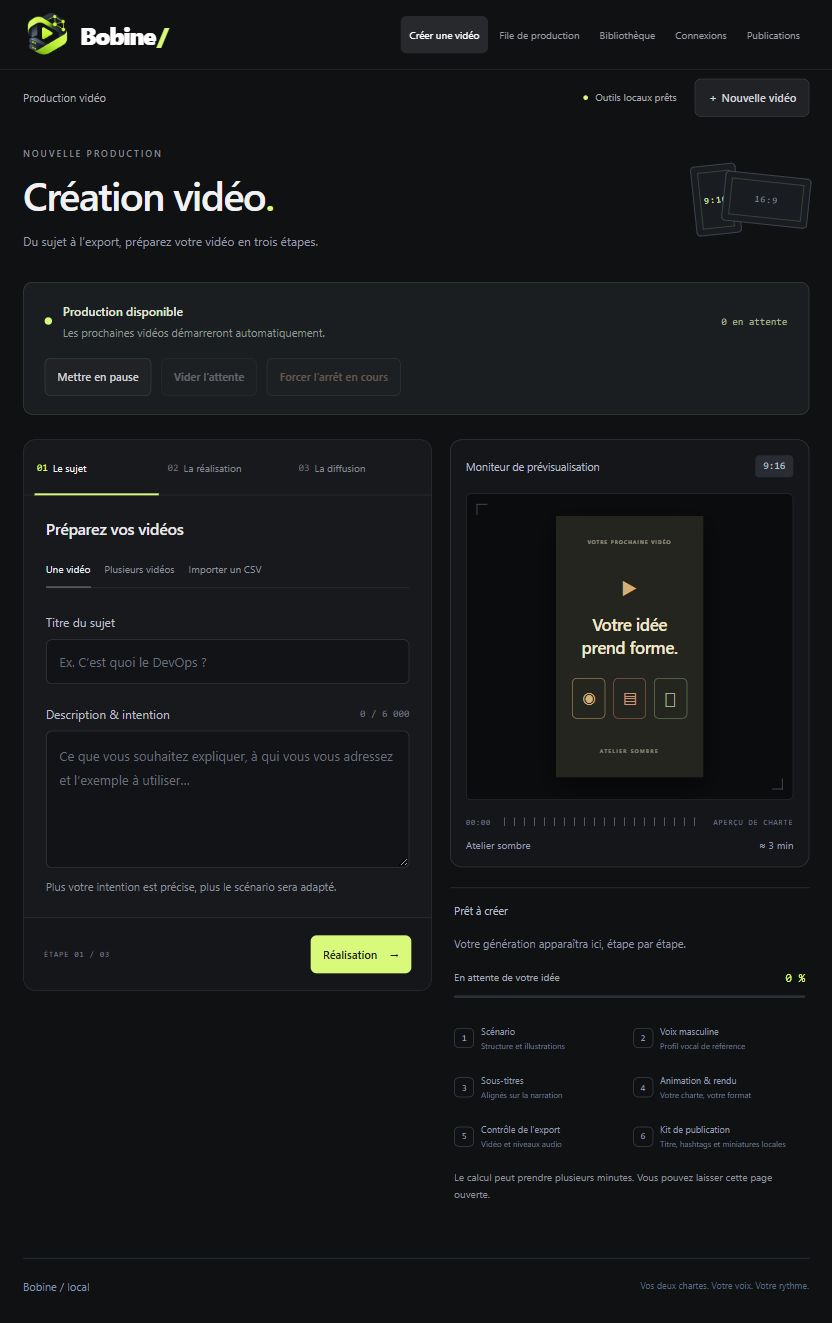 Bobine/
Créer une vidéo
File de production
Bibliothèque
Connexions
Publications
Production vidéo
Outils locaux prêts
+ Nouvelle vidéo
NOUVELLE PRODUCTION
Création vidéo.
Du sujet à l'export, préparez votre vidéo en trois étapes.
16:9
Production disponible
Les prochaines vidéos démarreront automatiquement.
0 en attente
Mettre en pause
Vider l'attente
Forcer l'arrêt en cours
01 Le sujet
02 La réalisation
03 La diffusion
Préparez vos vidéos
Une vidéo
Plusieurs vidéos
Importer un CSV
Titre du sujet
Ex. C'est quoi le DevOps ?
Description & intention
0 / 6 000
Ce que vous souhaitez expliquer, à qui vous vous adressez
et l'exemple à utiliser...
Plus votre intention est précise, plus le scénario sera adapté.
ÉTAPE 01 / 03
Réalisation →
Moniteur de prévisualisation
9:16
VOTRE PROCHAINE VIDÉO
Votre idée
prend forme.
ATELIER SOMBRE
00:00
APERÇU DE CHARTE
Atelier sombre
≈ 3 min
Prêt à créer
Votre génération apparaîtra ici, étape par étape.
En attente de votre idée
0 %
1
Scénario
Structure et illustrations
2
Voix masculine
Profil vocal de référence
3
Sous-titres
Alignés sur la narration
4
Animation & rendu
Votre charte, votre format
5
Contrôle de l'export
Vidéo et niveaux audio
6
Kit de publication
Titre, hashtags et miniatures locales
Le calcul peut prendre plusieurs minutes. Vous pouvez laisser cette page
ouverte.
Bobine / local
Vos deux chartes. Votre voix. Votre rythme.